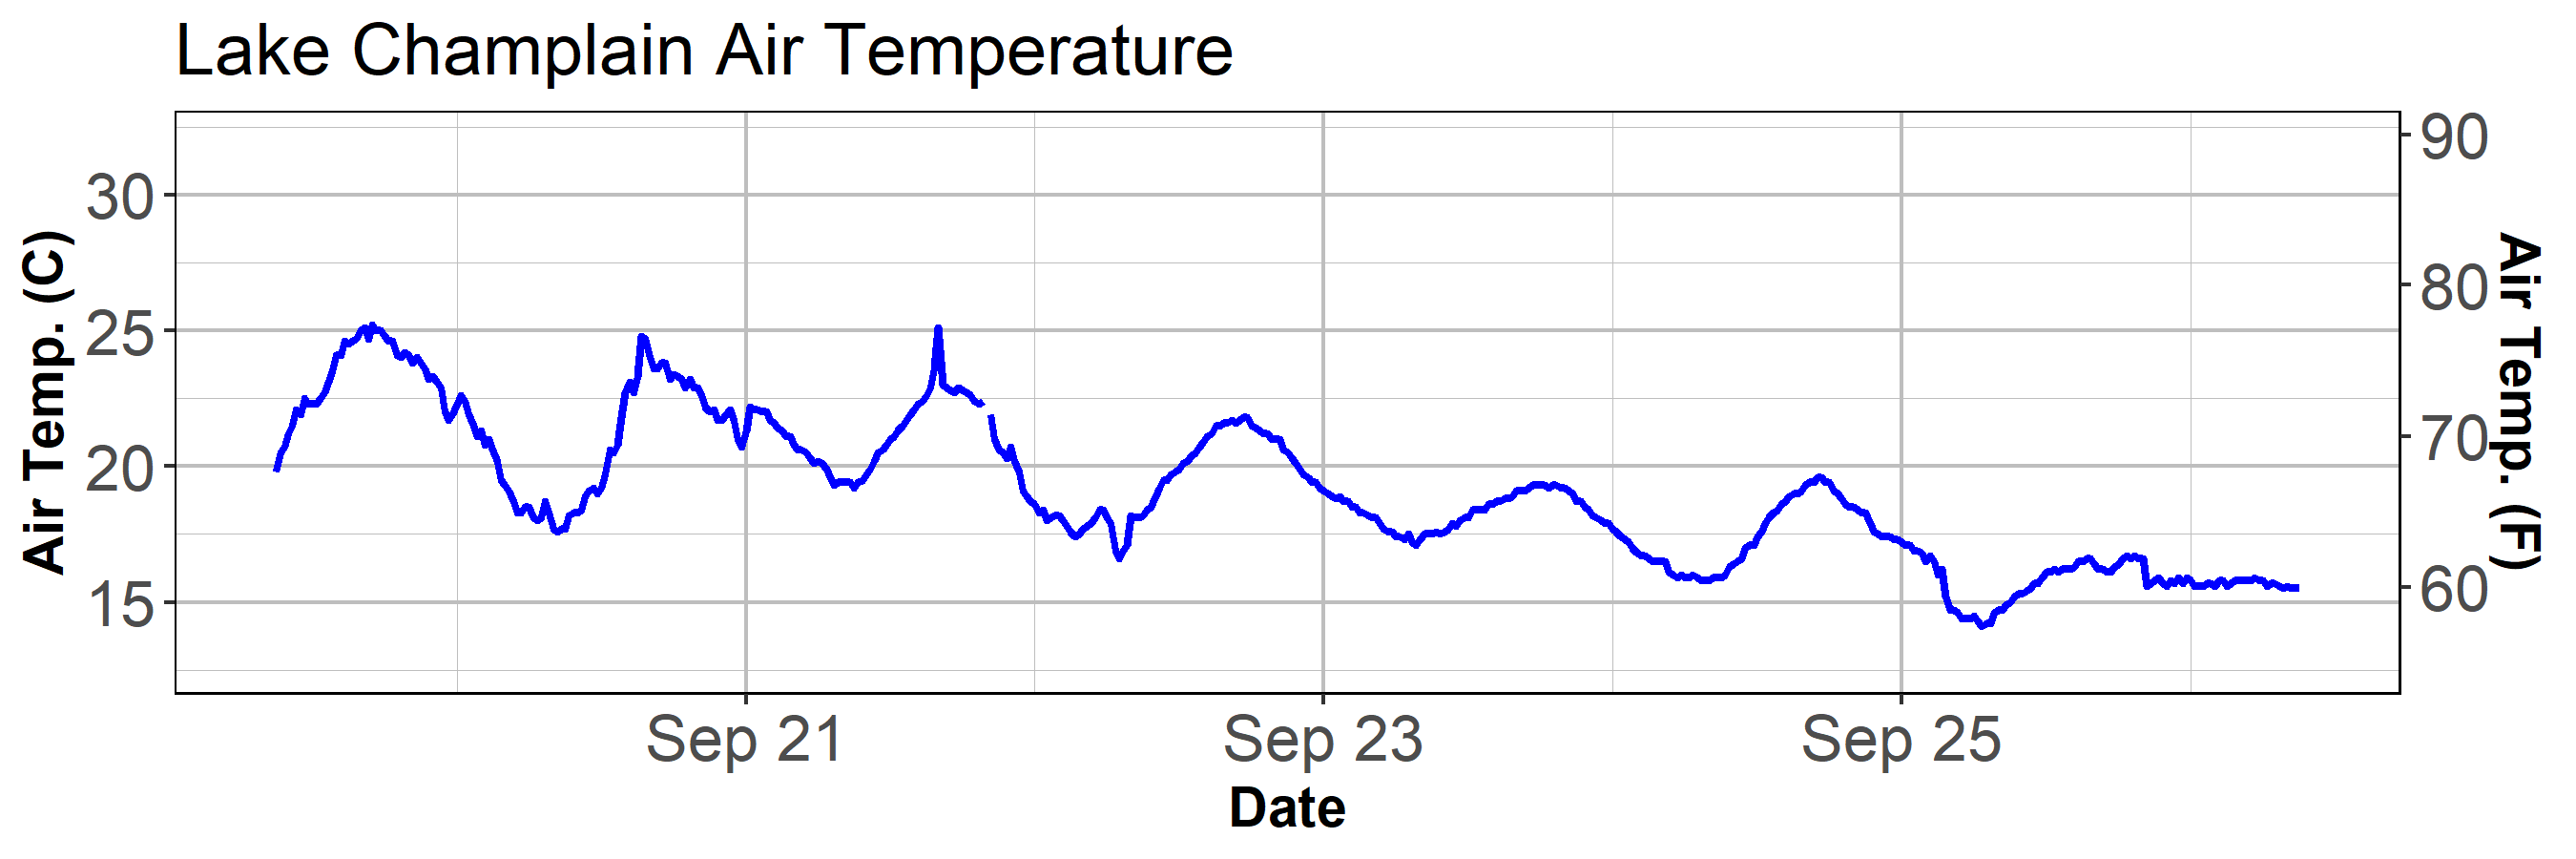 Lake Champlain Air Temperature
Air Temp. (C)
30
25
20
15
90
80
70
60
Air Temp. (F)
Sep 21
Sep 23
Sep 25
Date